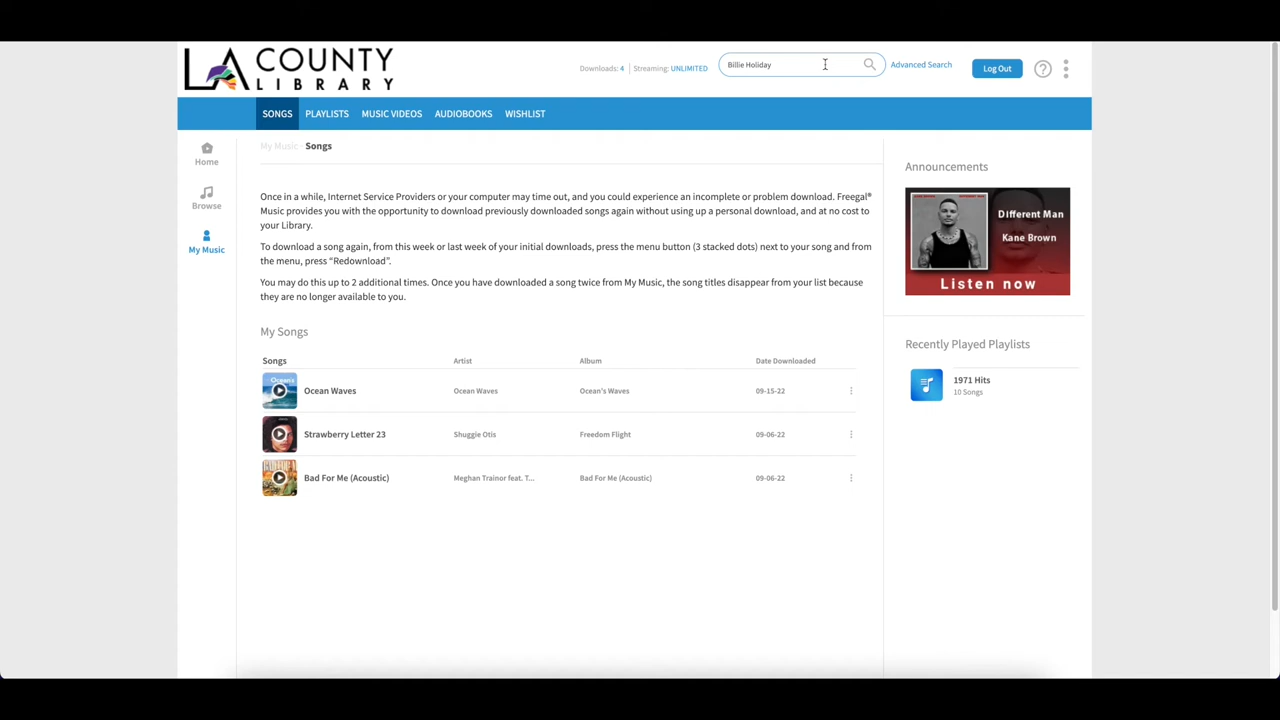 LA COUNTY
LIBRARY
Downloads: 4 | Streaming: UNLIMITED
Billie Holiday
Advanced Search
Log Out
?
SONGS PLAYLISTS MUSIC VIDEOS AUDIOBOOKS WISHLIST
Home
Browse
My Music
My Music · Songs
Once in a while, Internet Service Providers or your computer may time out, and you could experience an incomplete or problem download. Freegal®
Music provides you with the opportunity to download previously downloaded songs again without using up a personal download, and at no cost to
your Library.
To download a song again, from this week or last week of your initial downloads, press the menu button (3 stacked dots) next to your song and from
the menu, press "Redownload".
You may do this up to 2 additional times. Once you have downloaded a song twice from My Music, the song titles disappear from your list because
they are no longer available to you.
My Songs
Songs Artist Album Date Downloaded
Ocean Waves Ocean Waves Ocean's Waves 09-15-22
Strawberry Letter 23 Shuggie Otis Freedom Flight 09-06-22
Bad For Me (Acoustic) Meghan Trainor feat. T... Bad For Me (Acoustic) 09-06-22
Announcements
Different Man
Kane Brown
Listen now
Recently Played Playlists
1971 Hits
10 Songs